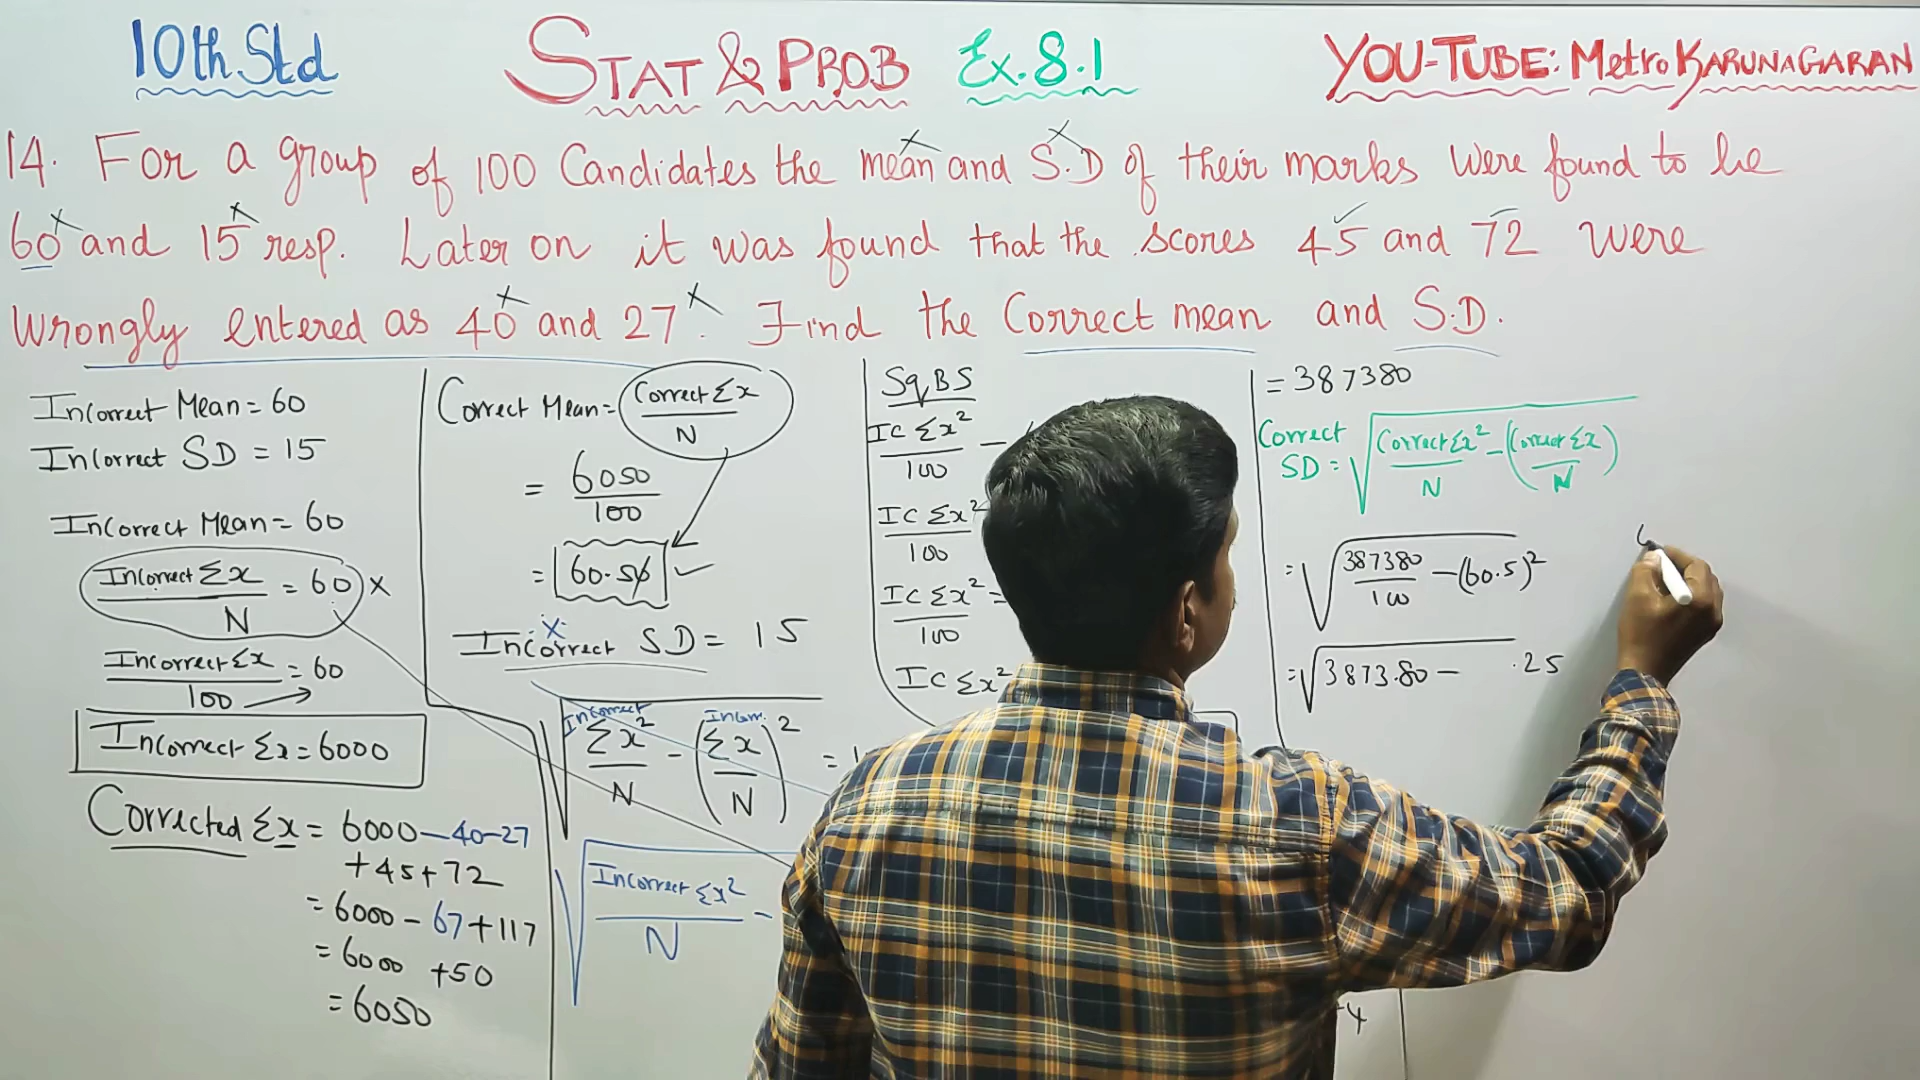 10th Std
STAT & PROB Ex. 8.1
YOU-TUBE: Metro KARUNAGARAN
14. For a group of 100 Candidates the mean and S.D of their marks were found to be
60 and 15 resp. Later on it was found that the scores 45 and 72 were
wrongly entered as 40 and 27. Find the Correct mean and S.D.
Incorrect Mean = 60
Incorrect SD = 15
Incorrect Mean = 60
Incorrect Σx / N = 60 ×
Incorrect Σx / 100 = 60
Incorrect Σx = 6000
Corrected Σx = 6000 - 40 - 27
+ 45 + 72
= 6000 - 67 + 117
= 6000 + 50
= 6050
Correct Mean = Correct Σx / N
= 6050 / 100
= 60.50 ✓
Incorrect SD = 15
√ Incorrect Σx² / N - (Incorr. Σx / N)² =
√ Incorrect Σx² / N -
Sq BS
IC Σx² / 100 -
IC Σx² / 100
IC Σx² / 100 =
IC Σx²
= 387380
Correct SD = √ Correct Σx² / N - (Correct Σx / N)
= √ 387380 / 100 - (60.5)²
= √ 3873.80 - .25